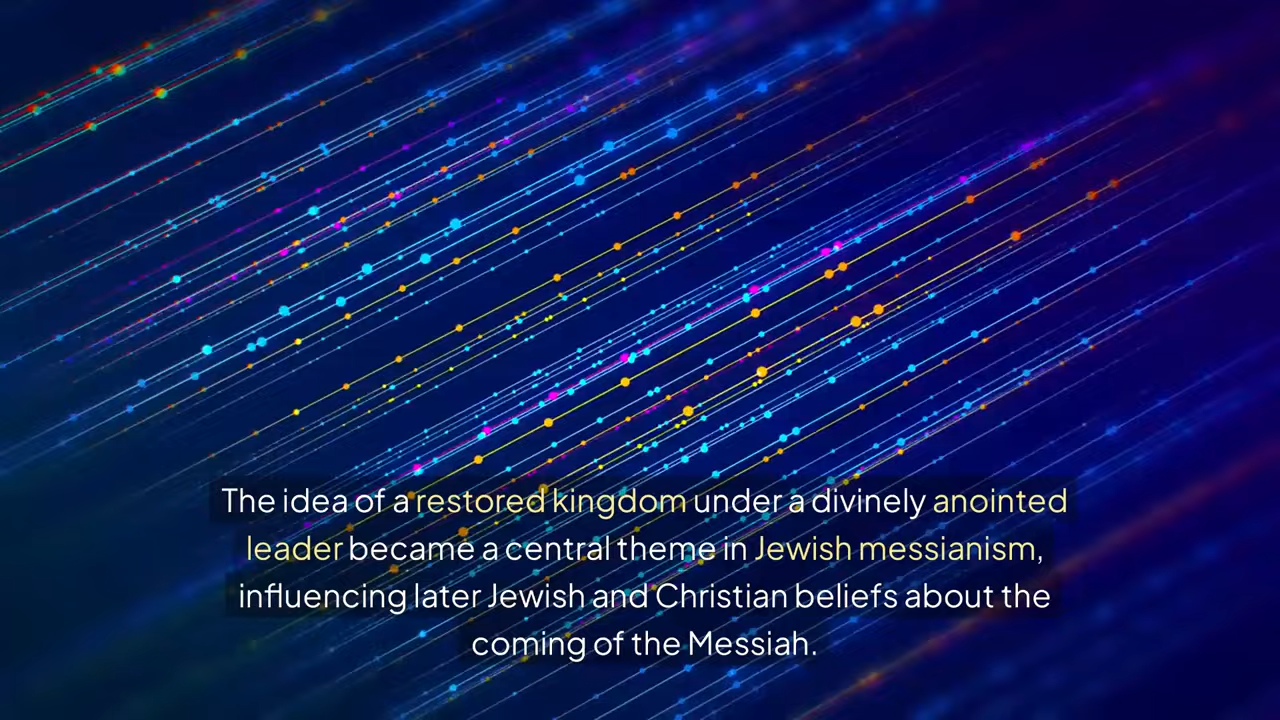 The idea of a restored kingdom under a divinely anointed
leader became a central theme in Jewish messianism,
influencing later Jewish and Christian beliefs about the
coming of the Messiah.